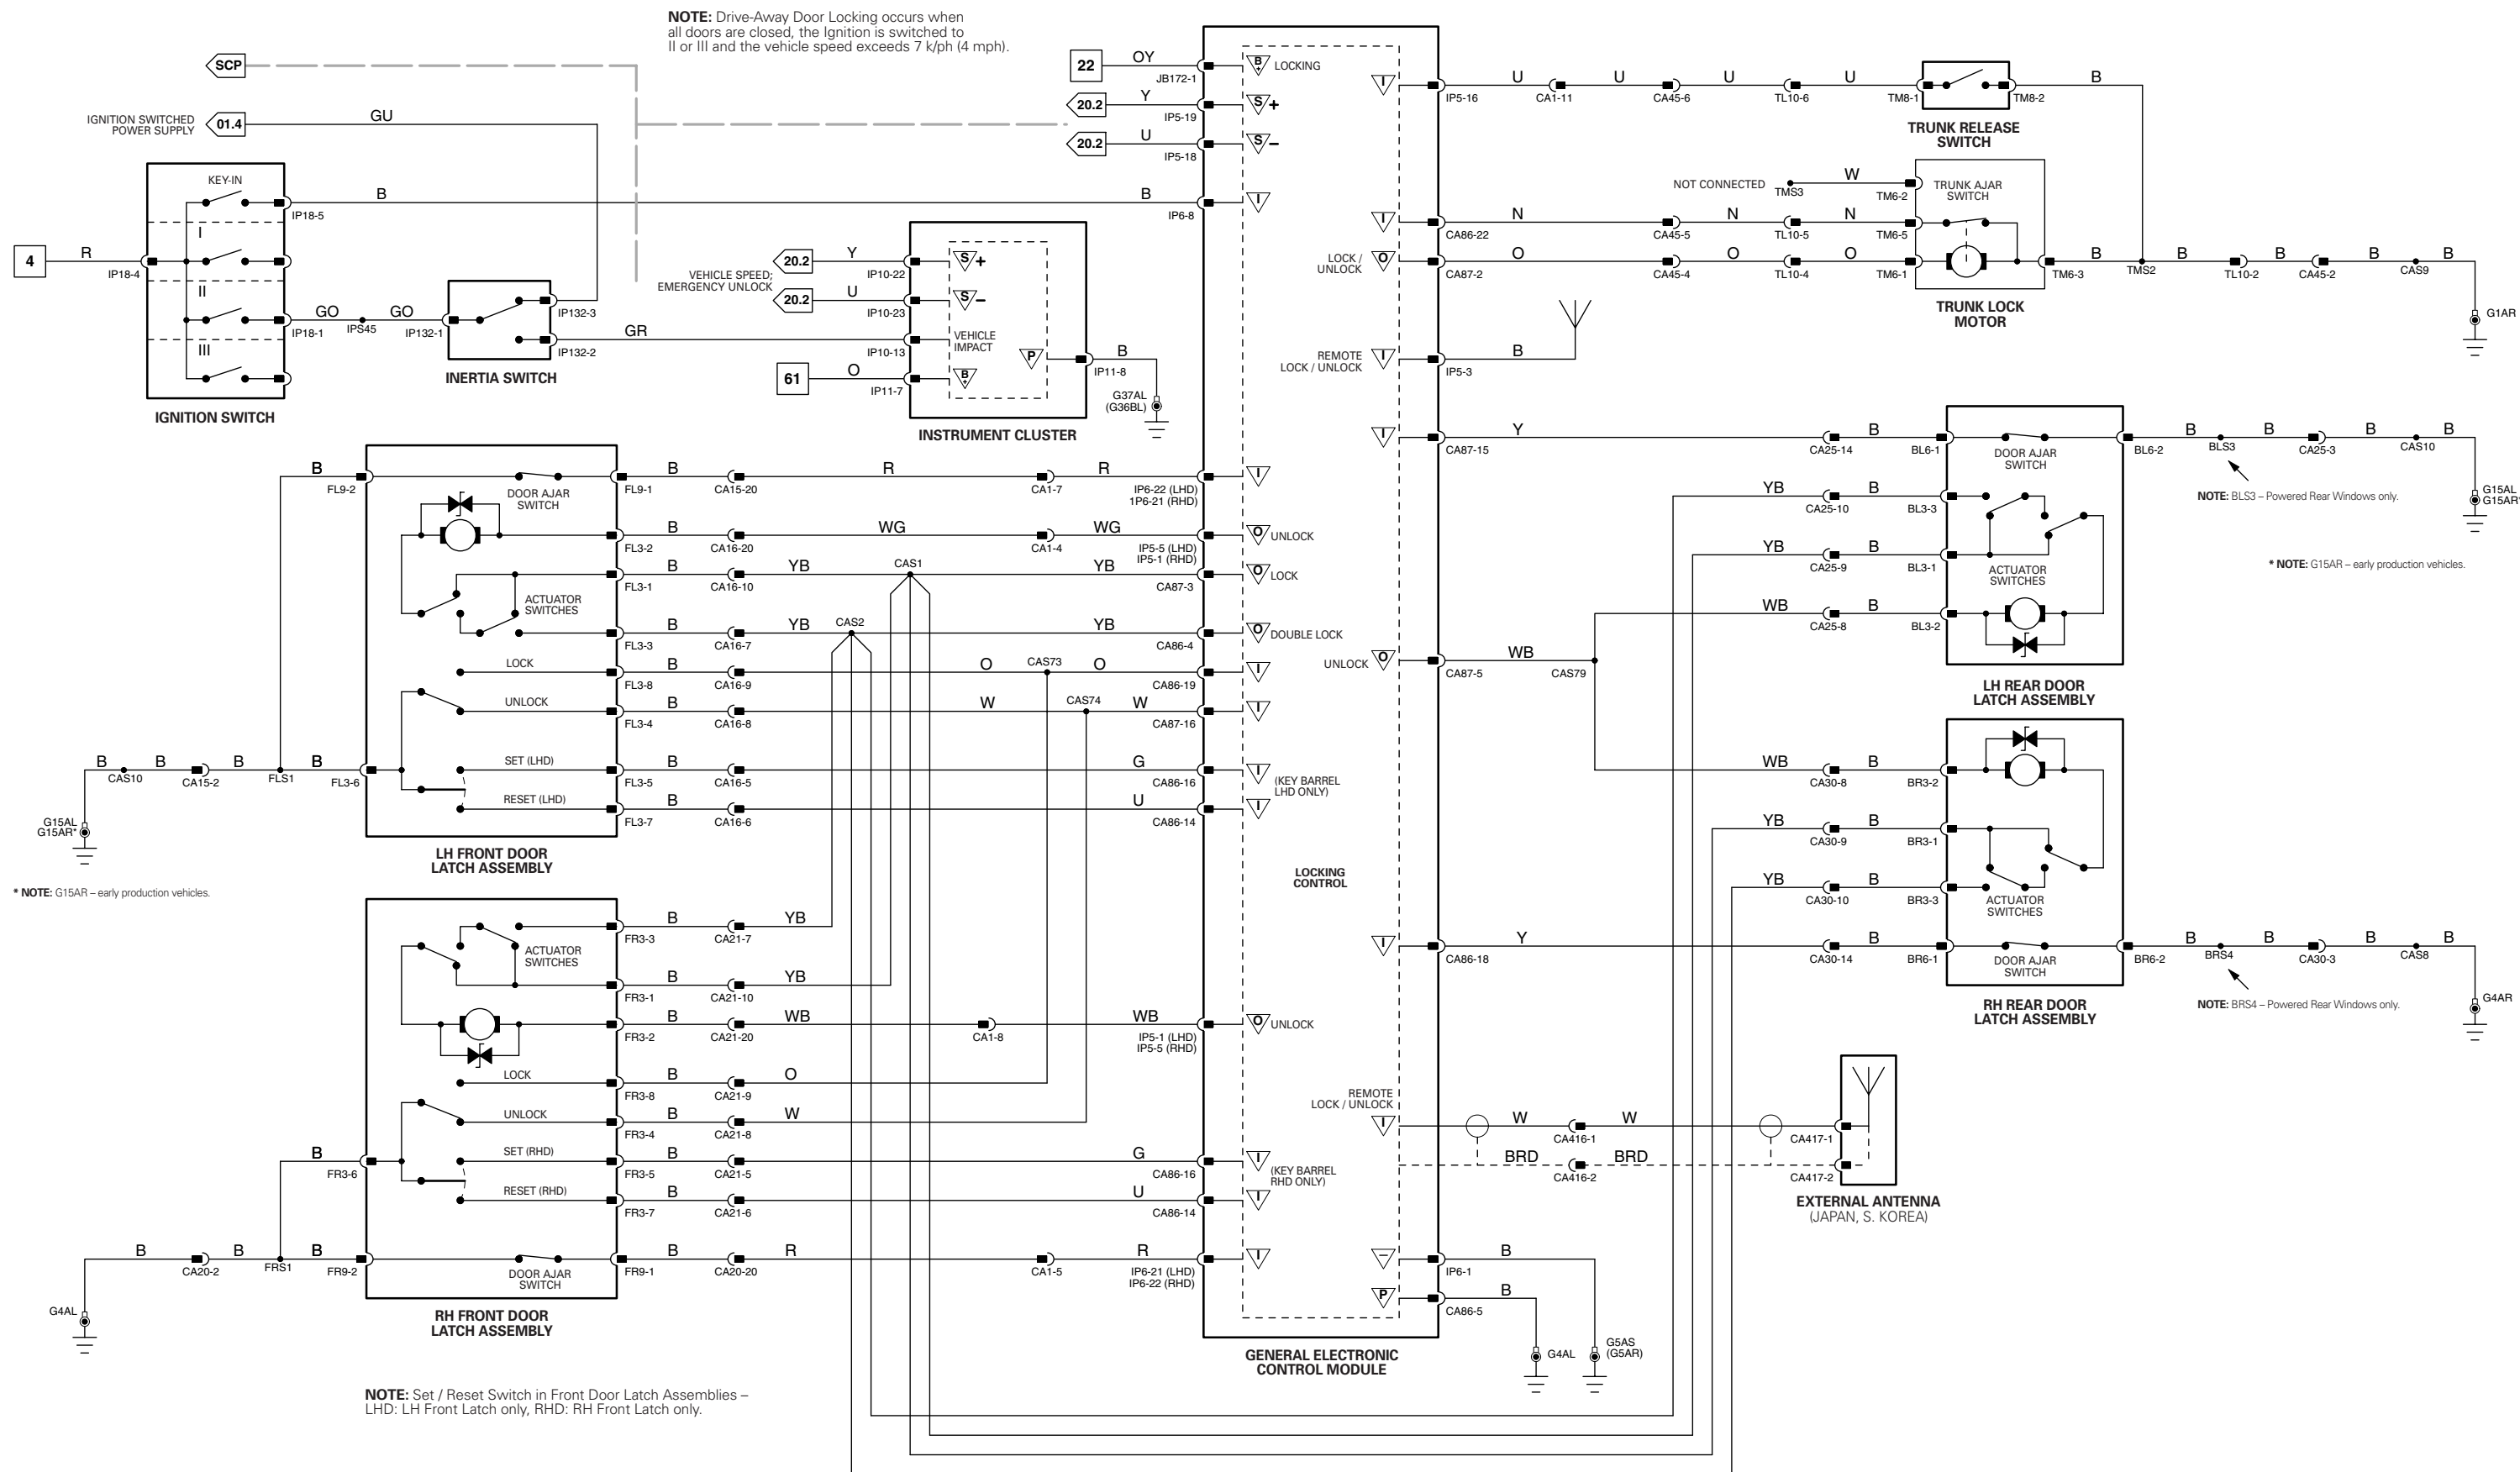 NOTE: Drive-Away Door Locking occurs when
all doors are closed, the Ignition is switched to
II or III and the vehicle speed exceeds 7 k/ph (4 mph).
SCP
IGNITION SWITCHED
POWER SUPPLY
01.4
GU
KEY-IN
I
II
III
4
R
IP18-4
IP18-5
B
B
IP6-8
IP18-1
GO
IPS45
GO
IP132-1
IP132-3
IP132-2
GR
INERTIA SWITCH
IGNITION SWITCH
22
OY
JB172-1
B+
LOCKING
20.2
Y
IP5-19
S+
20.2
U
IP5-18
S-
I
VEHICLE SPEED;
EMERGENCY UNLOCK
20.2
Y
IP10-22
S+
20.2
U
IP10-23
S-
IP10-13
VEHICLE
IMPACT
61
O
IP11-7
B+
P
IP11-8
B
G37AL
(G36BL)
INSTRUMENT CLUSTER
B
FL9-2
DOOR AJAR
SWITCH
FL9-1
B
CA15-20
R
CA1-7
R
IP6-22 (LHD)
1P6-21 (RHD)
I
FL3-2
B
CA16-20
WG
CA1-4
WG
IP5-5 (LHD)
IP5-1 (RHD)
O
UNLOCK
ACTUATOR
SWITCHES
FL3-1
B
CA16-10
YB
CAS1
YB
CA87-3
O
LOCK
FL3-3
B
CA16-7
YB
CAS2
YB
CA86-4
O
DOUBLE LOCK
LOCK
FL3-8
B
CA16-9
O
CAS73
O
CA86-19
I
UNLOCK
FL3-4
B
CA16-8
W
CAS74
W
CA87-16
I
B
CAS10
B
CA15-2
B
FLS1
B
FL3-6
SET (LHD)
FL3-5
B
CA16-5
G
CA86-16
I
(KEY BARREL
LHD ONLY)
RESET (LHD)
FL3-7
B
CA16-6
U
CA86-14
I
G15AL
G15AR*
LH FRONT DOOR
LATCH ASSEMBLY
* NOTE: G15AR – early production vehicles.
LOCKING
CONTROL
ACTUATOR
SWITCHES
FR3-3
B
CA21-7
YB
FR3-1
B
CA21-10
YB
FR3-2
B
CA21-20
WB
CA1-8
WB
IP5-1 (LHD)
IP5-5 (RHD)
O
UNLOCK
LOCK
FR3-8
B
CA21-9
O
UNLOCK
FR3-4
B
CA21-8
W
B
FR3-6
SET (RHD)
FR3-5
B
CA21-5
G
CA86-16
I
(KEY BARREL
RHD ONLY)
RESET (RHD)
FR3-7
B
CA21-6
U
CA86-14
I
B
CA20-2
B
FRS1
B
FR9-2
DOOR AJAR
SWITCH
FR9-1
B
CA20-20
R
CA1-5
R
IP6-21 (LHD)
IP6-22 (RHD)
I
G4AL
RH FRONT DOOR
LATCH ASSEMBLY
NOTE: Set / Reset Switch in Front Door Latch Assemblies –
LHD: LH Front Latch only, RHD: RH Front Latch only.
I
IP5-16
U
CA1-11
U
CA45-6
U
TL10-6
U
TM8-1
TM8-2
B
TRUNK RELEASE
SWITCH
NOT CONNECTED
TMS3
W
TM6-2
TRUNK AJAR
SWITCH
I
CA86-22
N
CA45-5
N
TL10-5
N
TM6-5
LOCK /
UNLOCK
O
CA87-2
O
CA45-4
O
TL10-4
O
TM6-1
TM6-3
B
TMS2
B
TL10-2
B
CA45-2
B
CAS9
B
G1AR
TRUNK LOCK
MOTOR
REMOTE
LOCK / UNLOCK
I
IP5-3
B
I
CA87-15
Y
CA25-14
B
BL6-1
DOOR AJAR
SWITCH
BL6-2
B
BLS3
B
CA25-3
B
CAS10
B
NOTE: BLS3 – Powered Rear Windows only.
G15AL
G15AR*
YB
CA25-10
B
BL3-3
YB
CA25-9
B
BL3-1
ACTUATOR
SWITCHES
* NOTE: G15AR – early production vehicles.
WB
CA25-8
B
BL3-2
UNLOCK
O
CA87-5
WB
CAS79
LH REAR DOOR
LATCH ASSEMBLY
WB
CA30-8
B
BR3-2
YB
CA30-9
B
BR3-1
YB
CA30-10
B
BR3-3
ACTUATOR
SWITCHES
I
CA86-18
Y
CA30-14
B
BR6-1
DOOR AJAR
SWITCH
BR6-2
B
BRS4
B
CA30-3
B
CAS8
B
NOTE: BRS4 – Powered Rear Windows only.
G4AR
RH REAR DOOR
LATCH ASSEMBLY
REMOTE
LOCK / UNLOCK
I
W
CA416-1
W
CA417-1
BRD
CA416-2
BRD
CA417-2
EXTERNAL ANTENNA
(JAPAN, S. KOREA)
–
IP6-1
B
P
CA86-5
B
G4AL
G5AS
(G5AR)
GENERAL ELECTRONIC
CONTROL MODULE